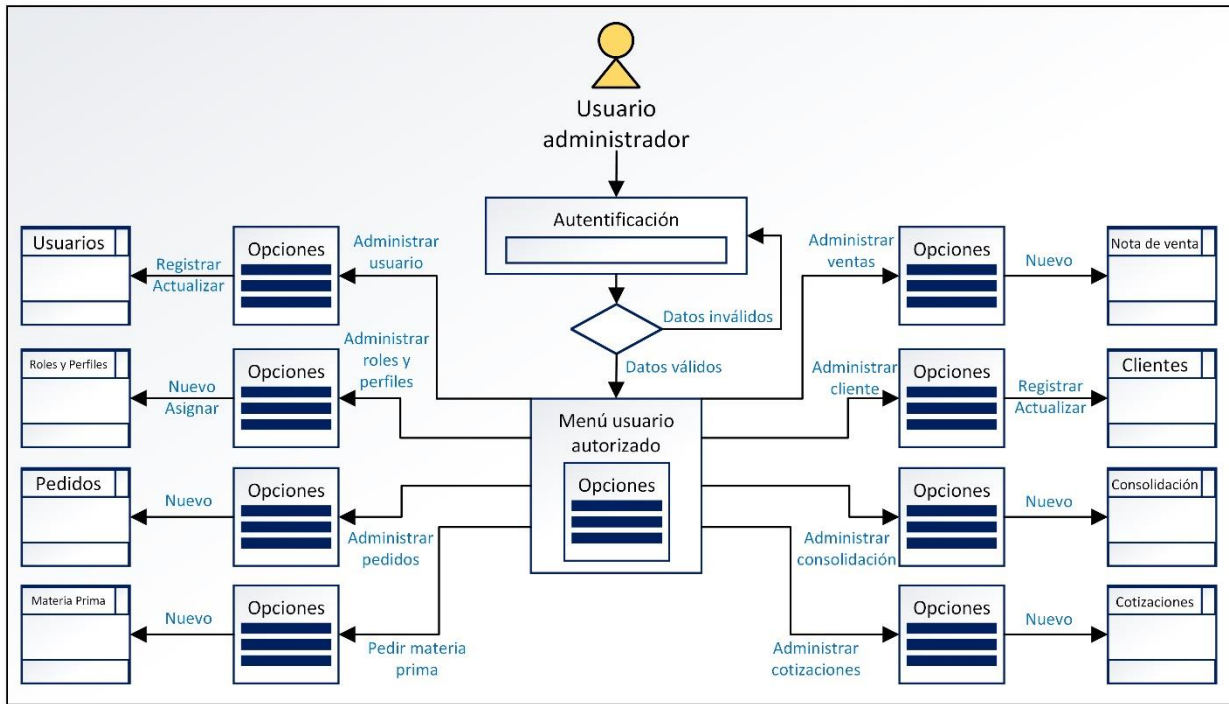 Usuario
administrador
Autentificación
Datos inválidos
Datos válidos
Menú usuario
autorizado
Opciones
Administrar
usuario
Opciones
Registrar
Actualizar
Usuarios
Administrar
roles y
perfiles
Opciones
Nuevo
Asignar
Roles y Perfiles
Administrar
pedidos
Opciones
Nuevo
Pedidos
Pedir materia
prima
Opciones
Nuevo
Materia Prima
Administrar
ventas
Opciones
Nuevo
Nota de venta
Administrar
cliente
Opciones
Registrar
Actualizar
Clientes
Administrar
consolidación
Opciones
Nuevo
Consolidación
Administrar
cotizaciones
Opciones
Nuevo
Cotizaciones